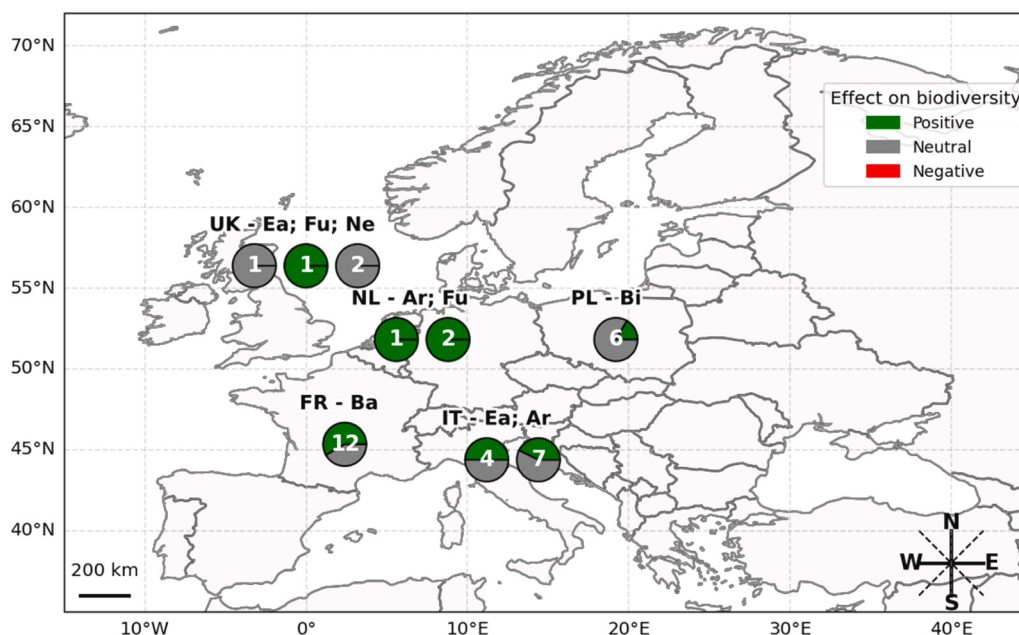 70°N
65°N
60°N
55°N
50°N
45°N
40°N
Effect on biodiversity
Positive
Neutral
Negative
UK - Ea; Fu; Ne
1
1
2
NL - Ar; Fu
1
2
PL - Bi
6
FR - Ba
12
IT - Ea; Ar
4
7
200 km
N
W
E
S
10°W
0°
10°E
20°E
30°E
40°E